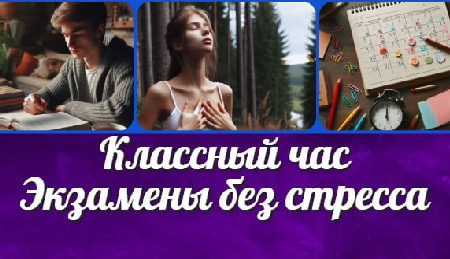 Классный час
Экзамены без стресса